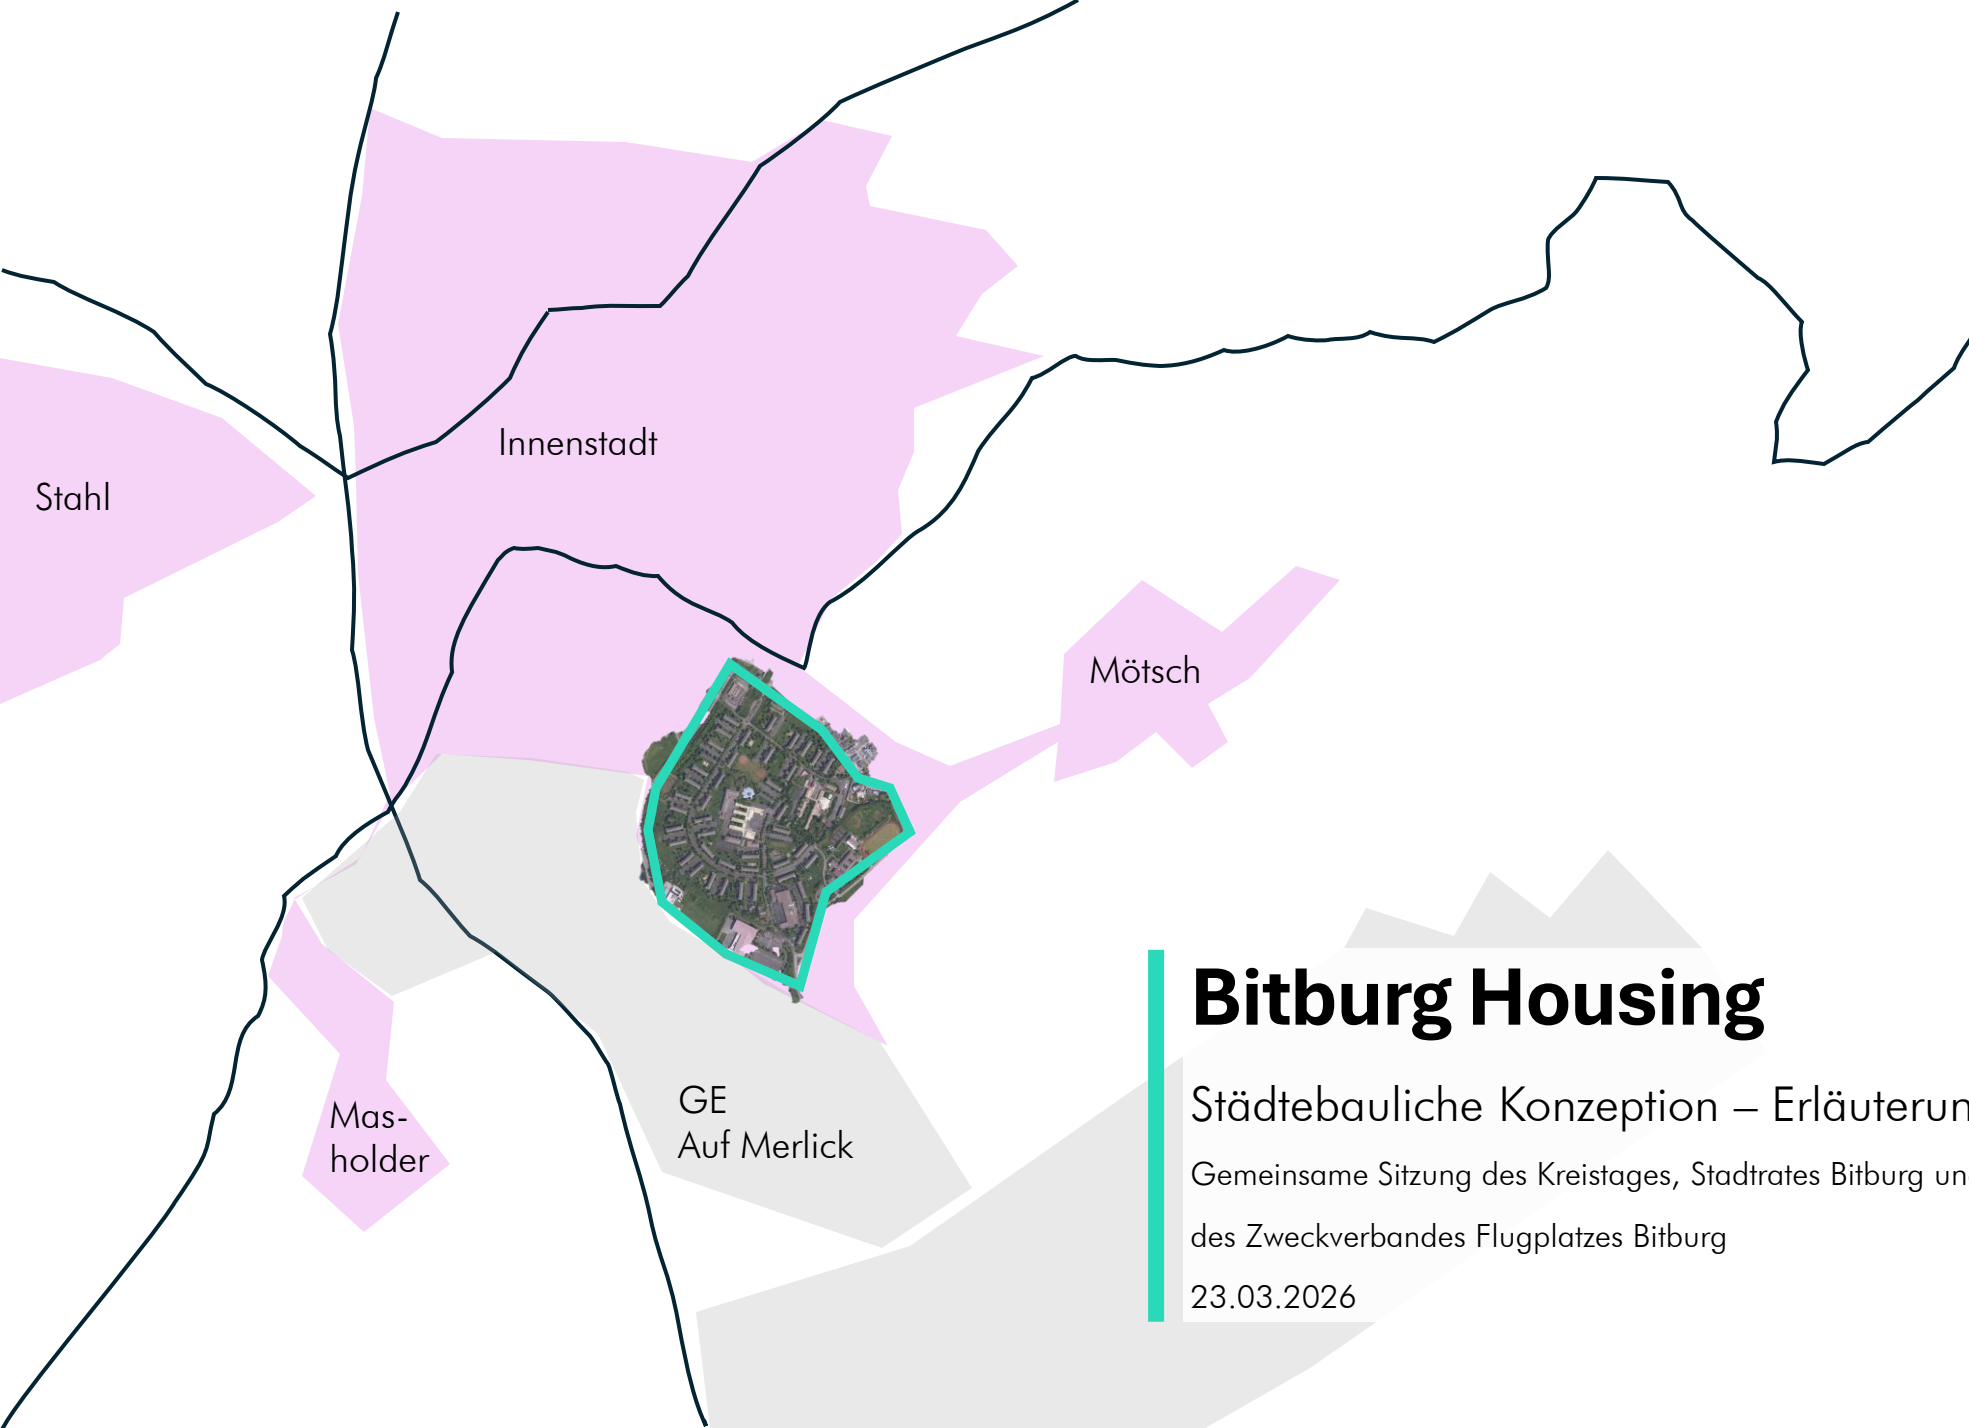 Innenstadt
Stahl
Mötsch
Bitburg Housing
GE
Auf Merlick
Städtebauliche Konzeption – Erläuterun
Mas-
holder
Gemeinsame Sitzung des Kreistages, Stadtrates Bitburg un
des Zweckverbandes Flugplatzes Bitburg
23.03.2026